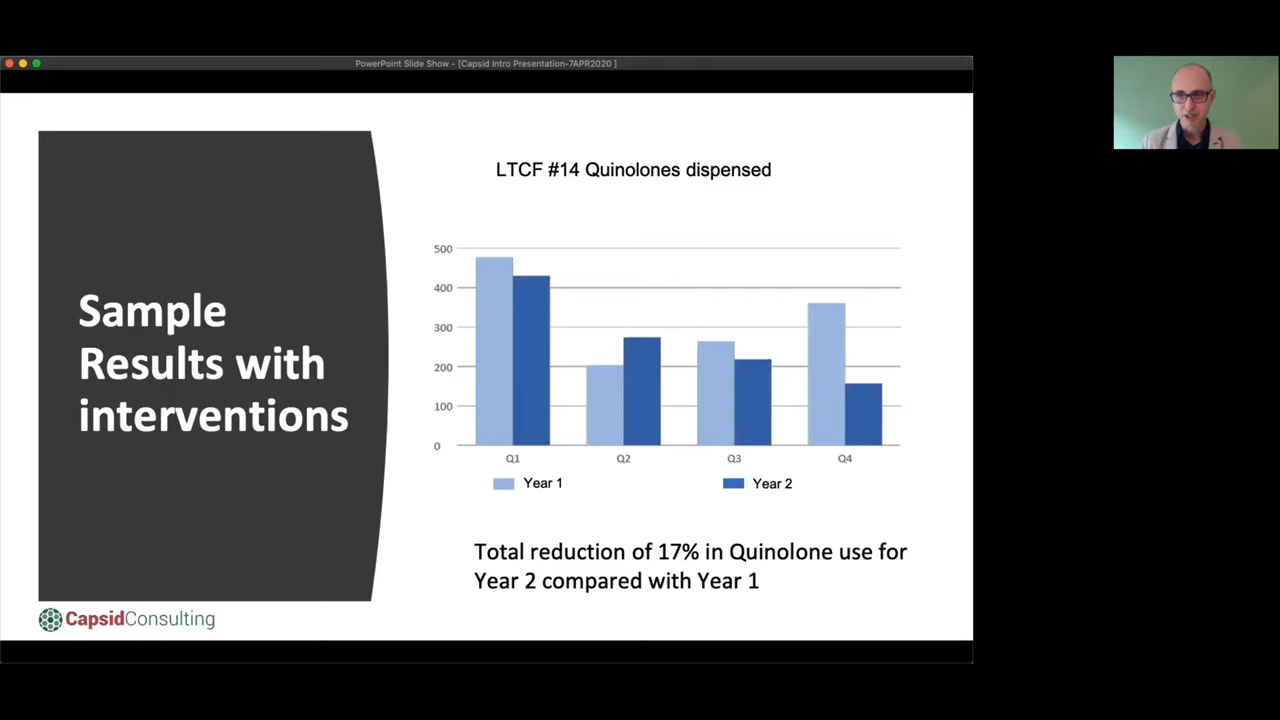 PowerPoint Slide Show - [Capsid Intro Presentation-7APR2020 ]
Sample
Results with
interventions
LTCF #14 Quinolones dispensed
500
400
300
200
100
0
Q1 Q2 Q3 Q4
Year 1 Year 2
Total reduction of 17% in Quinolone use for
Year 2 compared with Year 1
CapsidConsulting